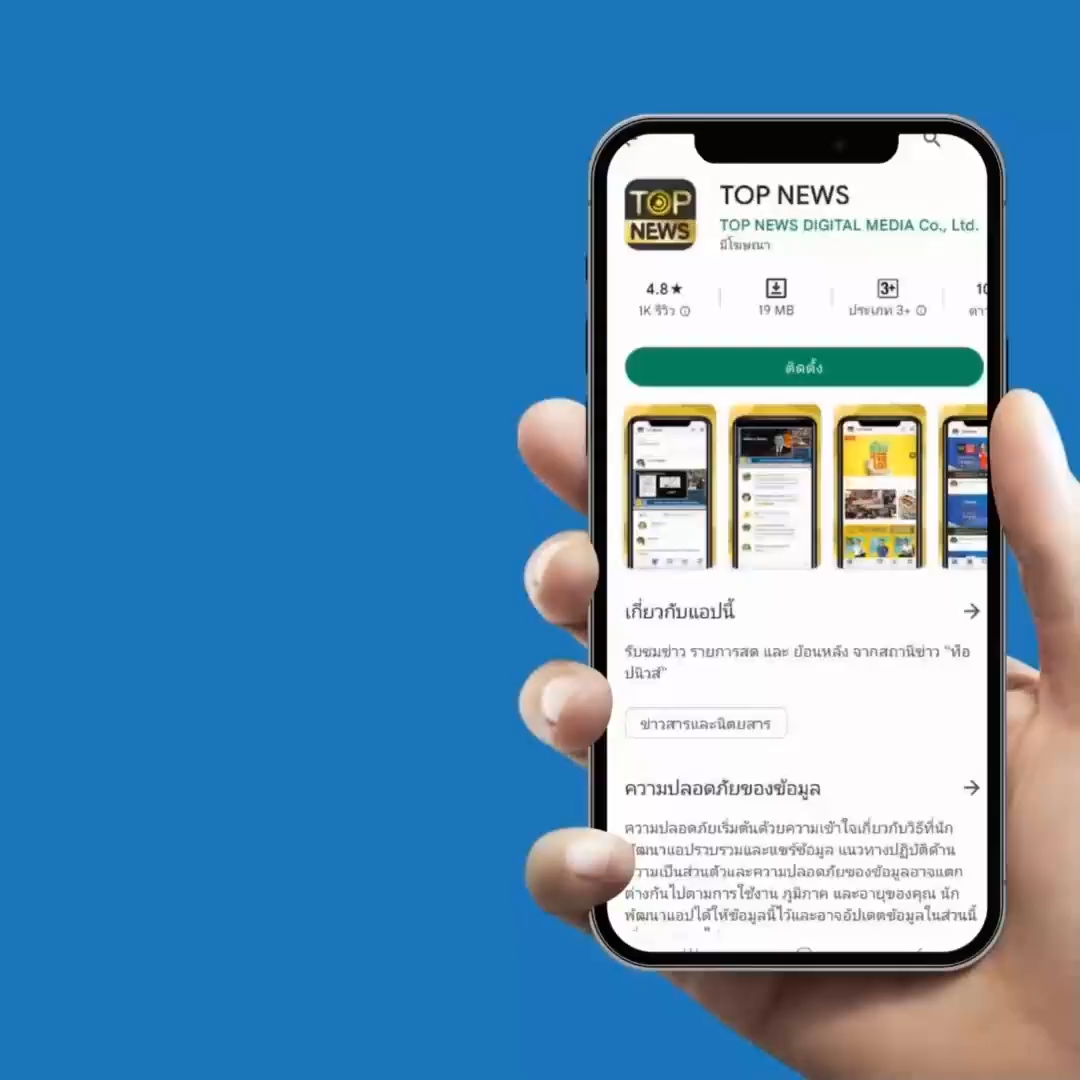 TOP
NEWS
TOP NEWS
TOP NEWS DIGITAL MEDIA Co., Ltd.
มีโฆษณา
4.8★
1K รีวิว
19 MB
3+
ประเภท 3+
ติดตั้ง
เกี่ยวกับแอปนี้
รับชมข่าว รายการสด และ ย้อนหลัง จากสถานีข่าว “ท็อ
ปนิวส์”
ข่าวสารและนิตยสาร
ความปลอดภัยของข้อมูล
ความปลอดภัยเริ่มต้นด้วยความเข้าใจเกี่ยวกับวิธีที่นัก
พัฒนาแอปรวบรวมและแชร์ข้อมูล แนวทางปฏิบัติด้าน
ความเป็นส่วนตัวและความปลอดภัยของข้อมูลอาจแตก
ต่างกันไปตามการใช้งาน ภูมิภาค และอายุของคุณ นัก
พัฒนาแอปได้ให้ข้อมูลนี้ไว้และอาจอัปเดตข้อมูลในส่วนนี้